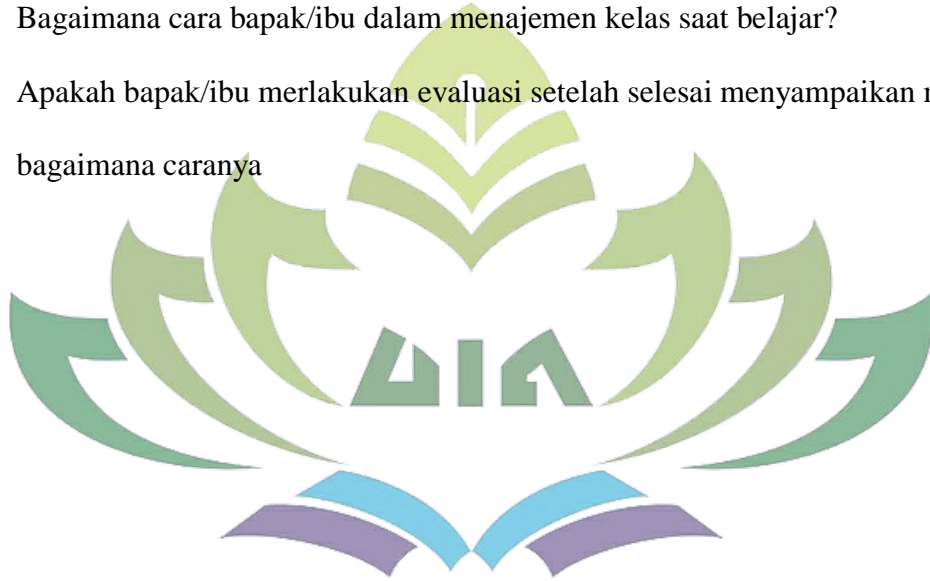 Bagaimana cara bapak/ibu dalam menajemen kelas saat belajar?
Apakah bapak/ibu merlakukan evaluasi setelah selesai menyampaikan
bagaimana caranya
UIN